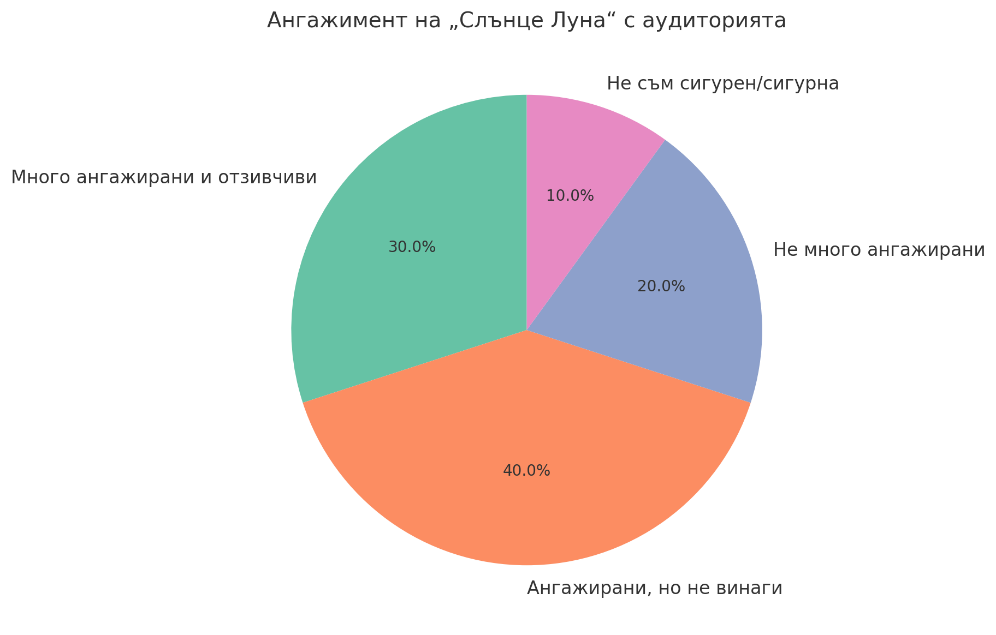 Ангажимент на „Слънце Луна“ с аудиторията
Не съм сигурен/сигурна
Много ангажирани и отзивчиви
10.0%
30.0%
Не много ангажирани
20.0%
40.0%
Ангажирани, но не винаги